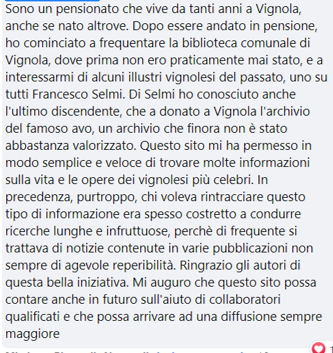 Sono un pensionato che vive da tanti anni a Vignola,
anche se nato altrove. Dopo essere andato in pensione,
ho cominciato a frequentare la biblioteca comunale di
Vignola, dove prima non ero praticamente mai stato, e a
interessarmi di alcuni illustri vignolesi del passato, uno su
tutti Francesco Selmi. Di Selmi ho conosciuto anche
l'ultimo discendente, che a donato a Vignola l'archivio
del famoso avo, un archivio che finora non è stato
abbastanza valorizzato. Questo sito mi ha permesso in
modo semplice e veloce di trovare molte informazioni
sulla vita e le opere dei vignolesi più celebri. In
precedenza, purtroppo, chi voleva rintracciare questo
tipo di informazione era spesso costretto a condurre
ricerche lunghe e infruttuose, perchè di frequente si
trattava di notizie contenute in varie pubblicazioni non
sempre di agevole reperibilità. Ringrazio gli autori di
questa bella iniziativa. Mi auguro che questo sito possa
contare anche in futuro sull'aiuto di collaboratori
qualificati e che possa arrivare ad una diffusione sempre
maggiore